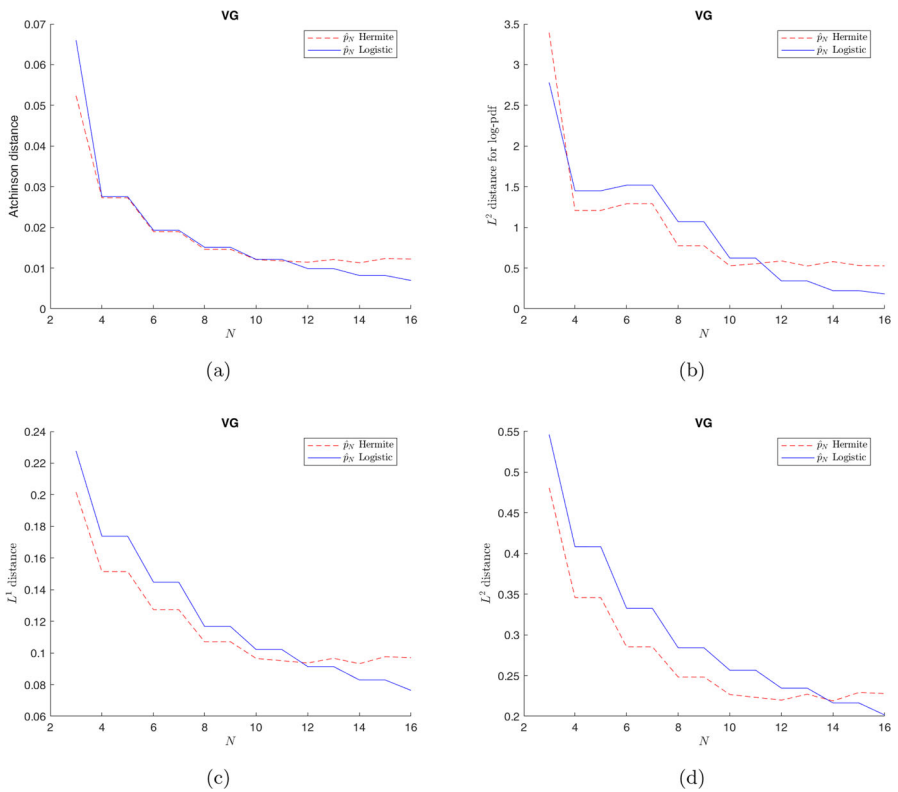 VG
Atchinson distance
0.07
0.06
0.05
0.04
0.03
0.02
0.01
0
2 4 6 8 10 12 14 16
N
p̂_N Hermite
p̂_N Logistic
(a)
VG
L² distance for log-pdf
3.5
3
2.5
2
1.5
1
0.5
0
2 4 6 8 10 12 14 16
N
p̂_N Hermite
p̂_N Logistic
(b)
VG
L¹ distance
0.24
0.22
0.2
0.18
0.16
0.14
0.12
0.1
0.08
0.06
2 4 6 8 10 12 14 16
N
p̂_N Hermite
p̂_N Logistic
(c)
VG
L² distance
0.55
0.5
0.45
0.4
0.35
0.3
0.25
0.2
2 4 6 8 10 12 14 16
N
p̂_N Hermite
p̂_N Logistic
(d)